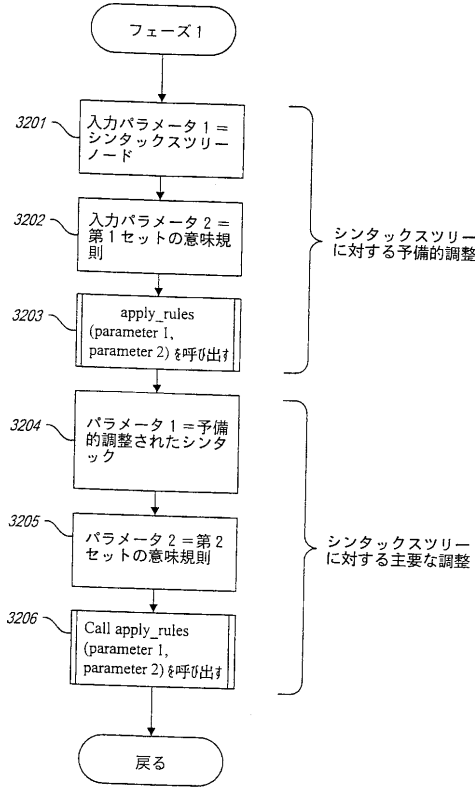 フェーズ1
3201
入力パラメータ1＝
シンタックスツリー
ノード
3202
入力パラメータ2＝
第1セットの意味規
則
シンタックスツリー
に対する予備的調整
3203
apply_rules
(parameter 1,
parameter 2) を呼び出す
3204
パラメータ1＝予備
的調整されたシンタ
ック
3205
パラメータ2＝第2
セットの意味規則
シンタックスツリー
に対する主要な調整
3206
Call apply_rules
(parameter 1,
parameter 2) を呼び出す
戻る